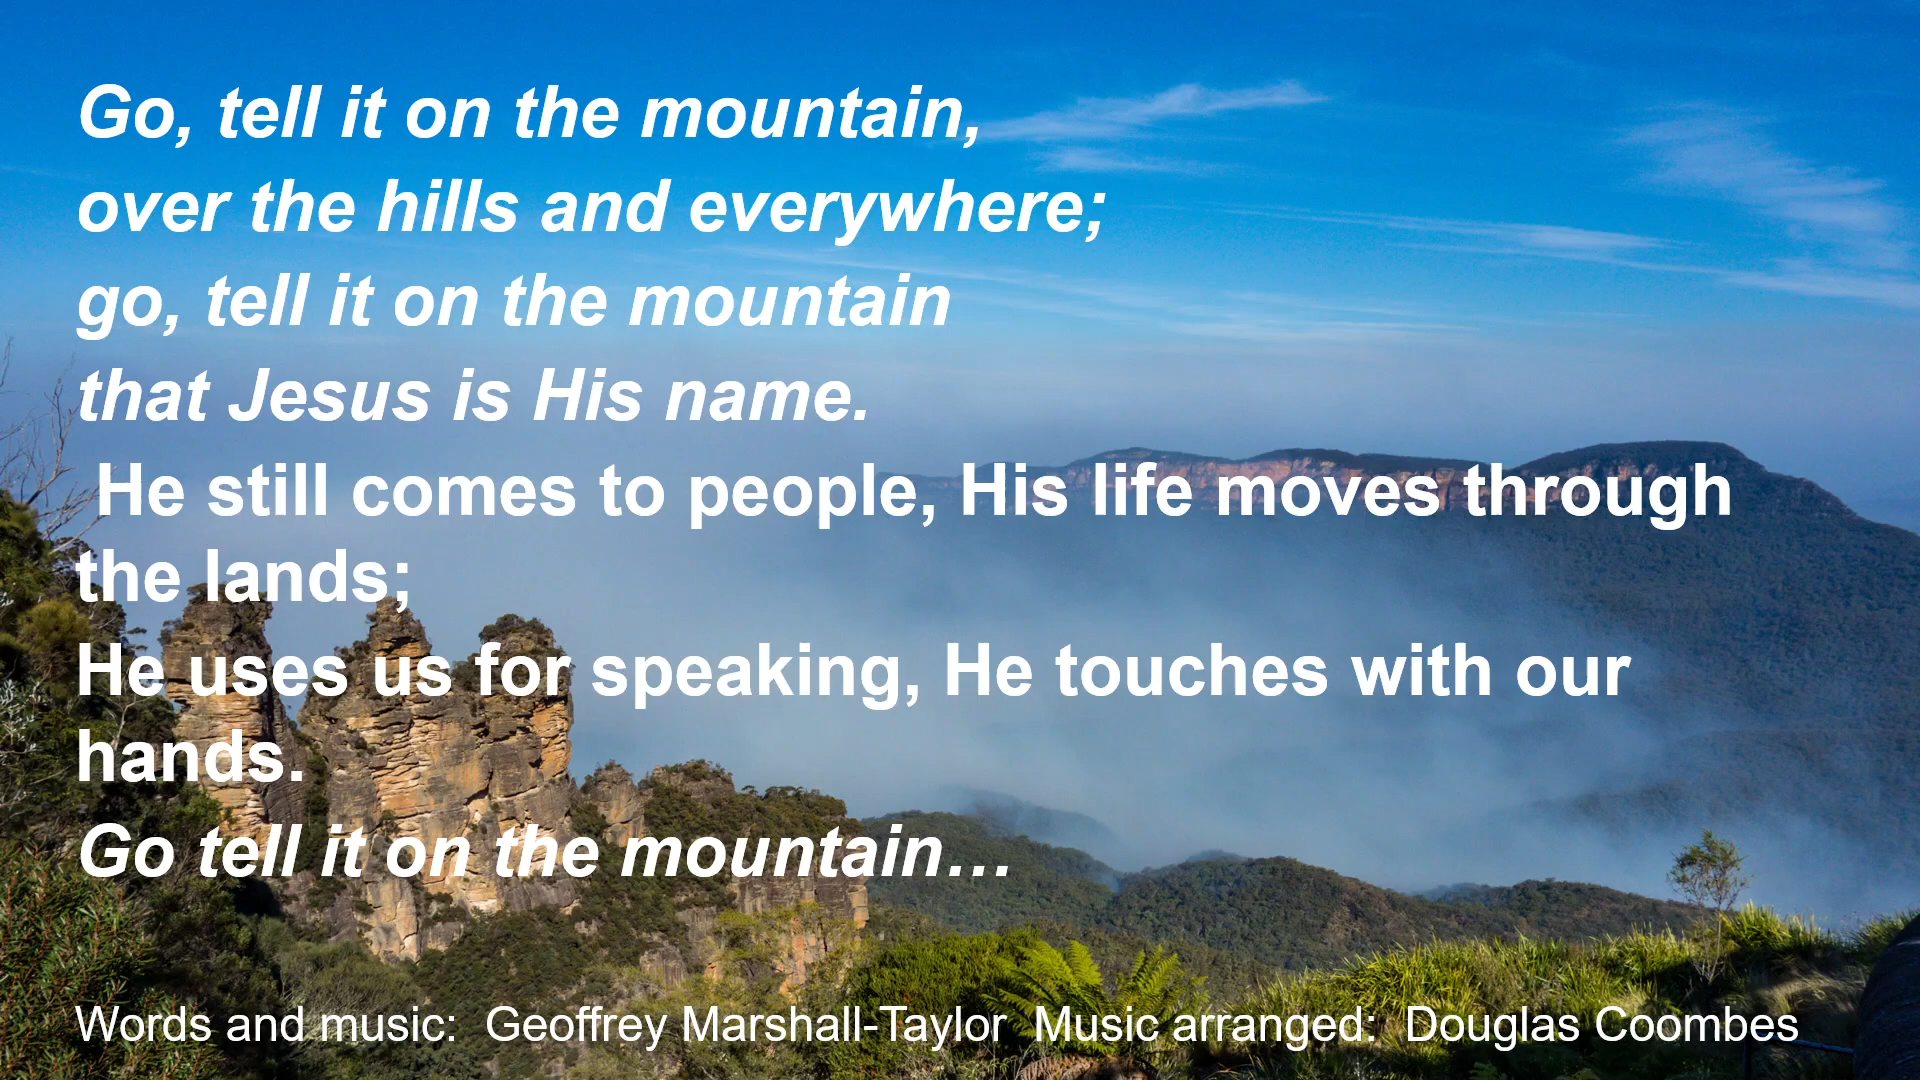 Go, tell it on the mountain,
over the hills and everywhere;
go, tell it on the mountain
that Jesus is His name.
He still comes to people, His life moves through
the lands;
He uses us for speaking, He touches with our
hands.
Go tell it on the mountain…
Words and music: Geoffrey Marshall-Taylor Music arranged: Douglas Coombes